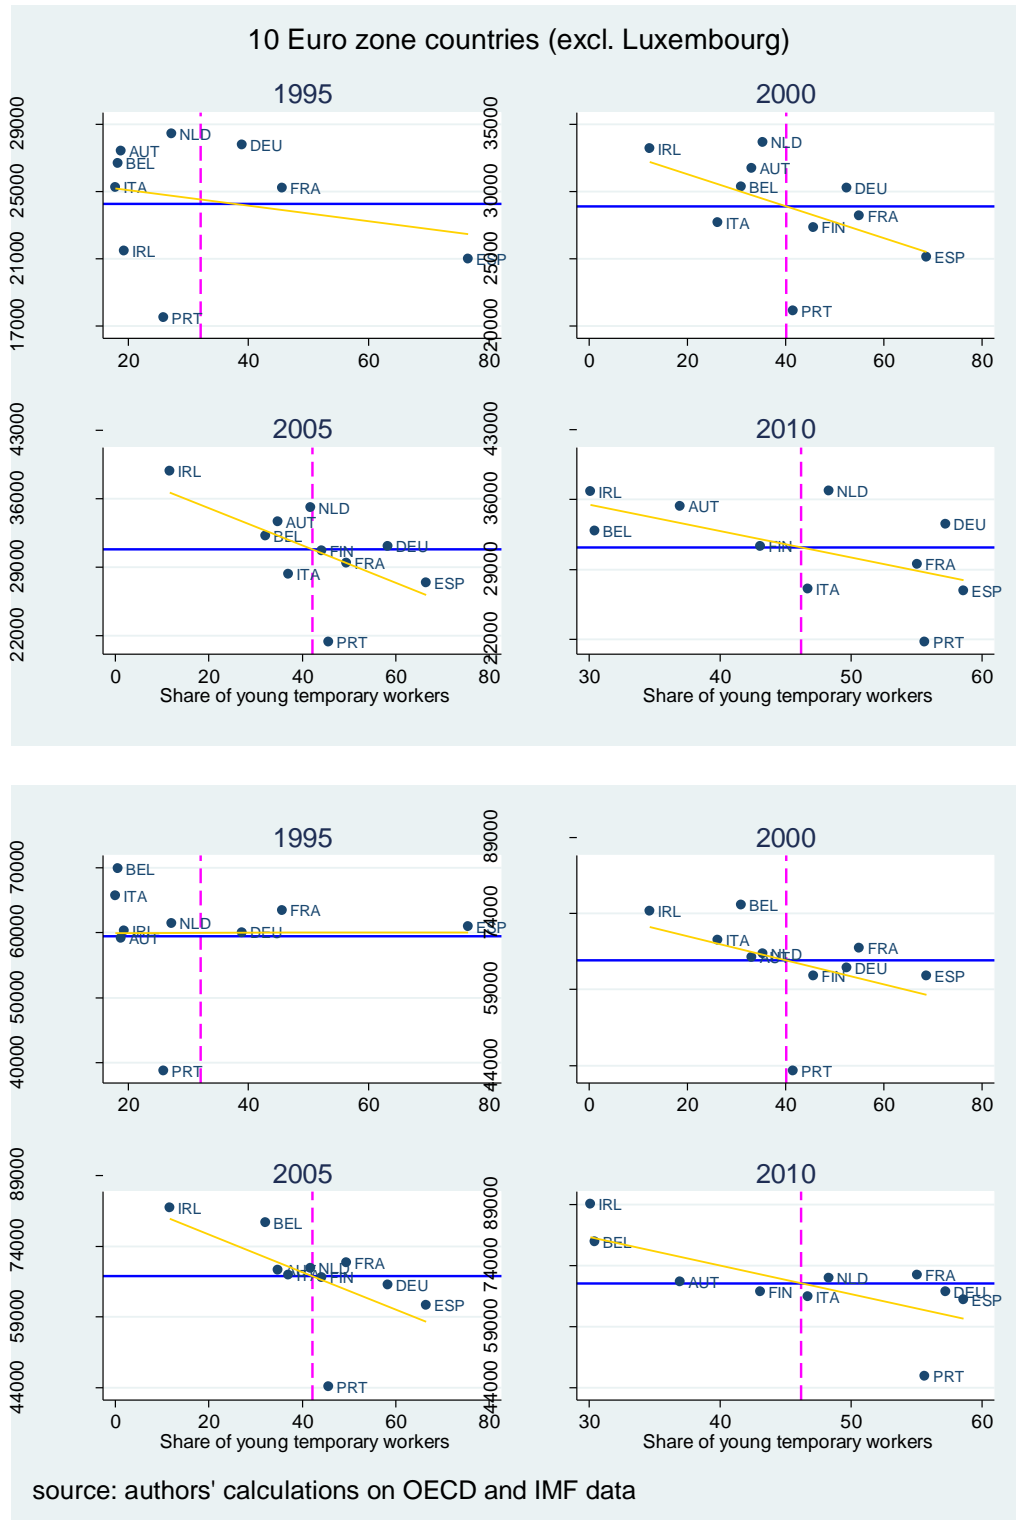 10 Euro zone countries (excl. Luxembourg)
1995
29000
25000
21000
17000
NLD
DEU
AUT
BEL
ITA
FRA
IRL
ESP
PRT
20
40
60
80
2000
35000
30000
25000
20000
NLD
IRL
AUT
BEL
DEU
ITA
FRA
FIN
ESP
PRT
0
20
40
60
80
2005
43000
36000
29000
22000
IRL
NLD
AUT
BEL
FIN
DEU
FRA
ITA
ESP
PRT
0
20
40
60
80
Share of young temporary workers
2010
43000
36000
29000
22000
IRL
NLD
AUT
BEL
DEU
FIN
FRA
ITA
ESP
PRT
30
40
50
60
Share of young temporary workers
1995
70000
60000
50000
40000
BEL
ITA
FRA
NLD
IRL
DEU
AUT
ESP
PRT
20
40
60
80
2000
89000
74000
59000
44000
BEL
IRL
ITA
FRA
NLD
AUT
DEU
FIN
ESP
PRT
0
20
40
60
80
2005
89000
74000
59000
44000
IRL
BEL
FRA
NLD
AUT
ITA
FIN
DEU
ESP
PRT
0
20
40
60
80
Share of young temporary workers
2010
89000
74000
59000
44000
IRL
BEL
AUT
NLD
FRA
FIN
ITA
DEU
ESP
PRT
30
40
50
60
Share of young temporary workers
source: authors' calculations on OECD and IMF data